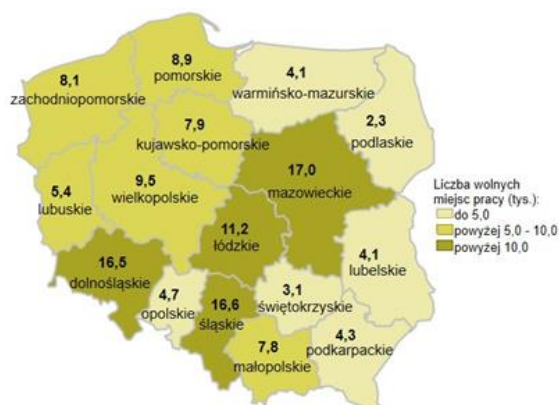 8,9
pomorskie
4,1
warmińsko-mazurskie
8,1
zachodniopomorskie
7,9
kujawsko-pomorskie
2,3
podlaskie
17,0
mazowieckie
9,5
wielkopolskie
5,4
lubuskie
11,2
łódzkie
4,1
lubelskie
16,5
dolnośląskie
4,7
opolskie
16,6
śląskie
3,1
świętokrzyskie
7,8
małopolskie
4,3
podkarpackie
Liczba wolnych
miejsc pracy (tys.):
do 5,0
powyżej 5,0 - 10,0
powyżej 10,0